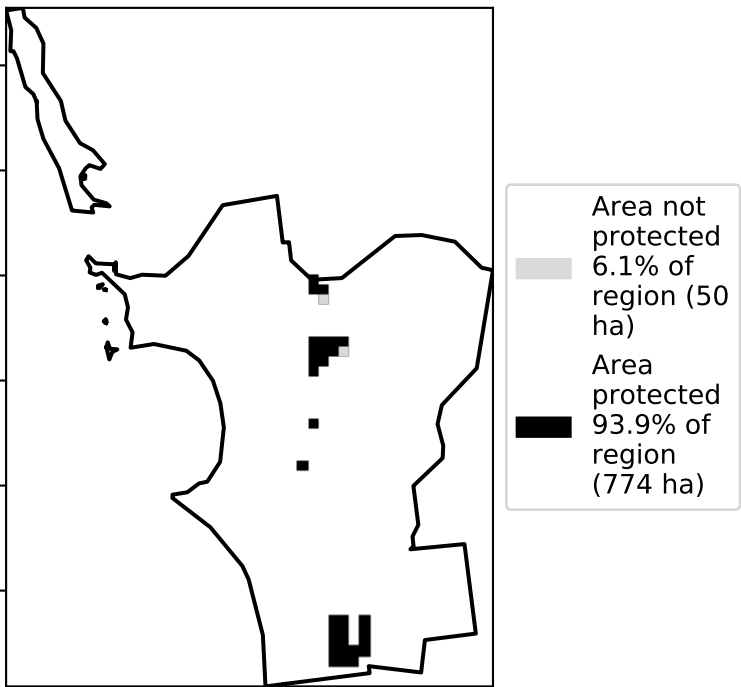 Area not
protected
6.1% of
region (50
ha)
Area
protected
93.9% of
region
(774 ha)